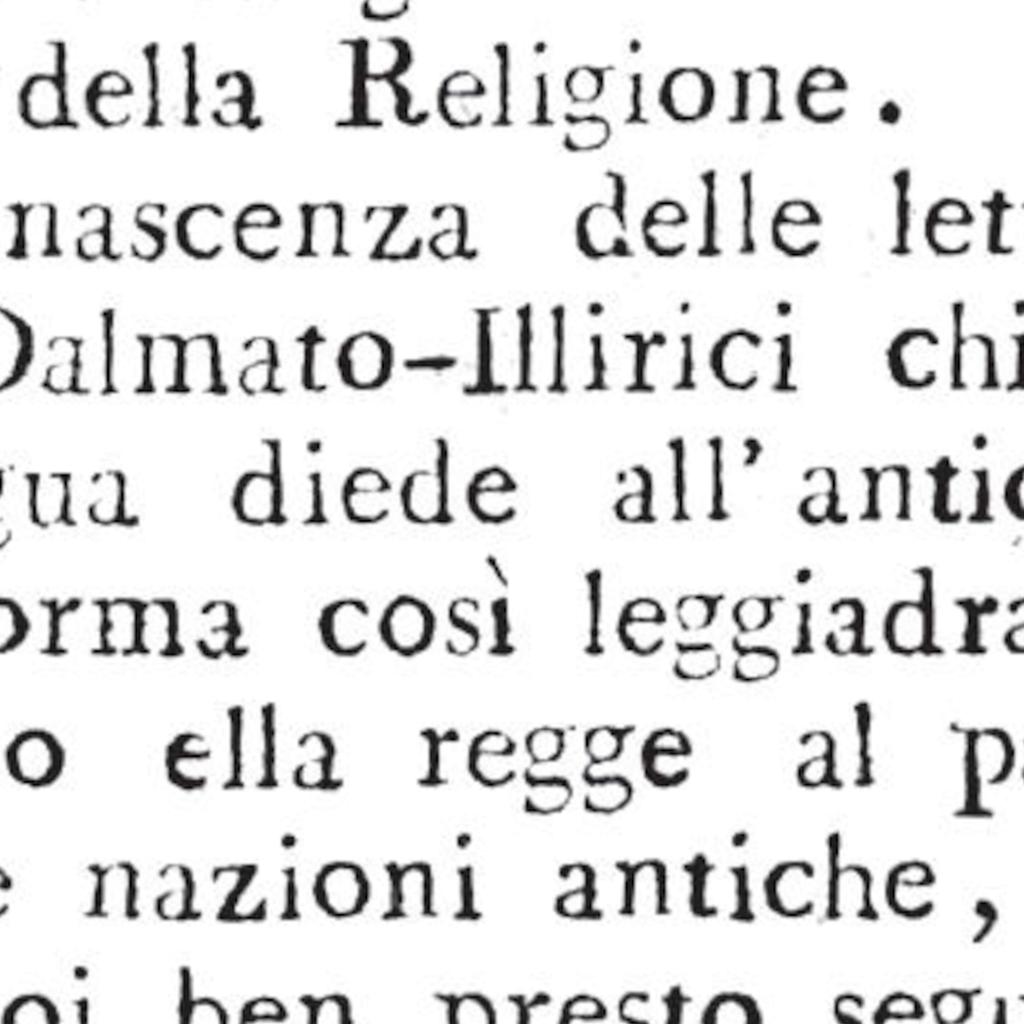 della Religione.
nascenza delle lett
Dalmato-Illirici chi
gua diede all'antic
orma così leggiadra
o ella regge al pa
e nazioni antiche,
oi ben presto segu